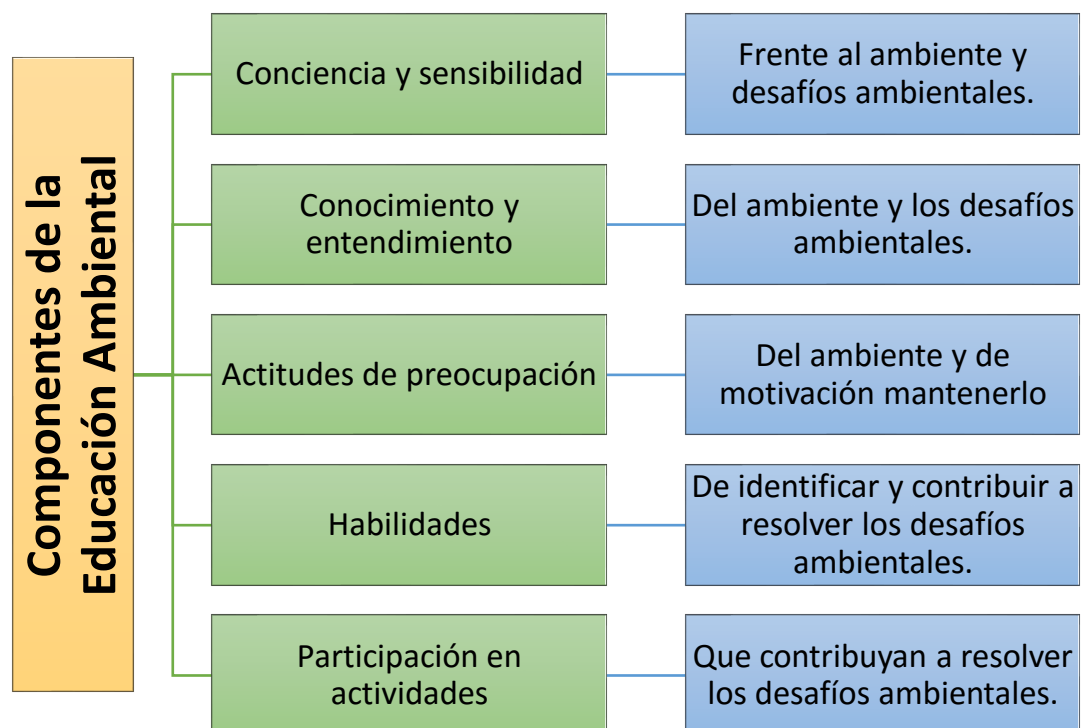 Componentes de la
Educación Ambiental
Conciencia y sensibilidad
Frente al ambiente y
desafíos ambientales.
Conocimiento y
entendimiento
Del ambiente y los desafíos
ambientales.
Actitudes de preocupación
Del ambiente y de
motivación mantenerlo
Habilidades
De identificar y contribuir a
resolver los desafíos
ambientales.
Participación en
actividades
Que contribuyan a resolver
los desafíos ambientales.